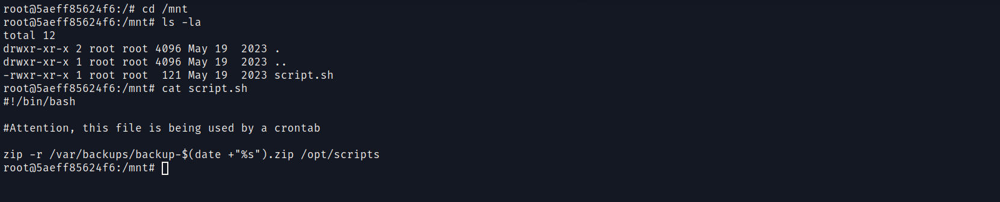 root@5aeff85624f6:/# cd /mnt
root@5aeff85624f6:/mnt# ls -la
total 12
drwxr-xr-x 2 root root 4096 May 19  2023 .
drwxr-xr-x 1 root root 4096 May 19  2023 ..
-rwxr-xr-x 1 root root  121 May 19  2023 script.sh
root@5aeff85624f6:/mnt# cat script.sh
#!/bin/bash

#Attention, this file is being used by a crontab

zip -r /var/backups/backup-$(date +"%s").zip /opt/scripts
root@5aeff85624f6:/mnt#